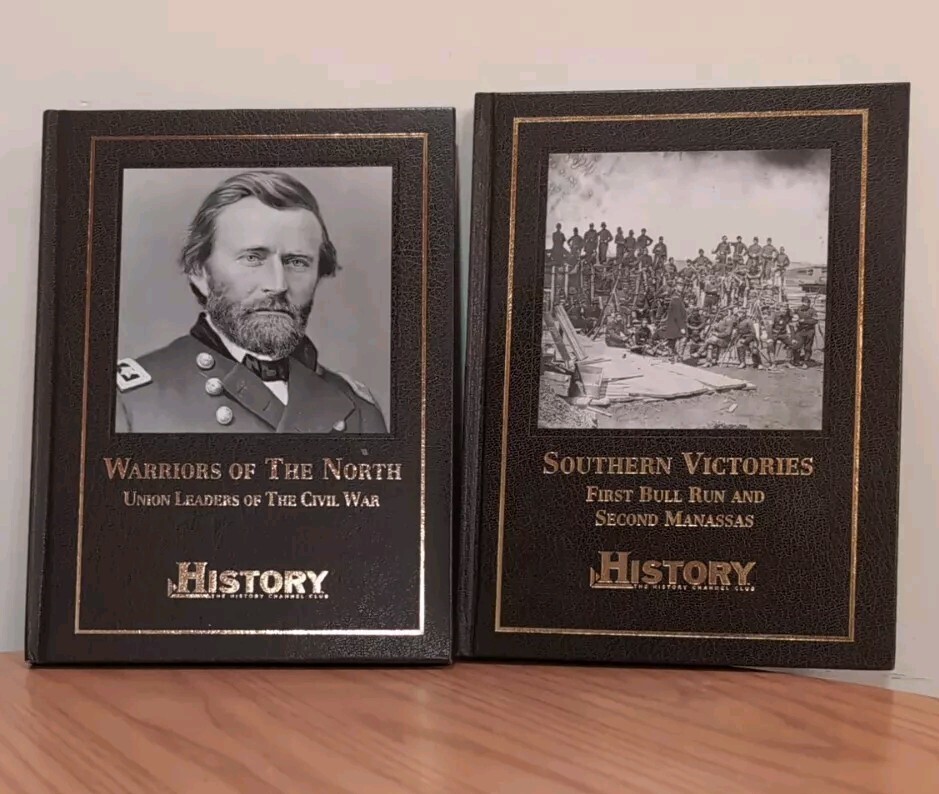 WARRIORS OF THE NORTH
UNION LEADERS OF THE CIVIL WAR
HISTORY
THE HISTORY CHANNEL CLUB
SOUTHERN VICTORIES
FIRST BULL RUN AND
SECOND MANASSAS
HISTORY
THE HISTORY CHANNEL CLUB